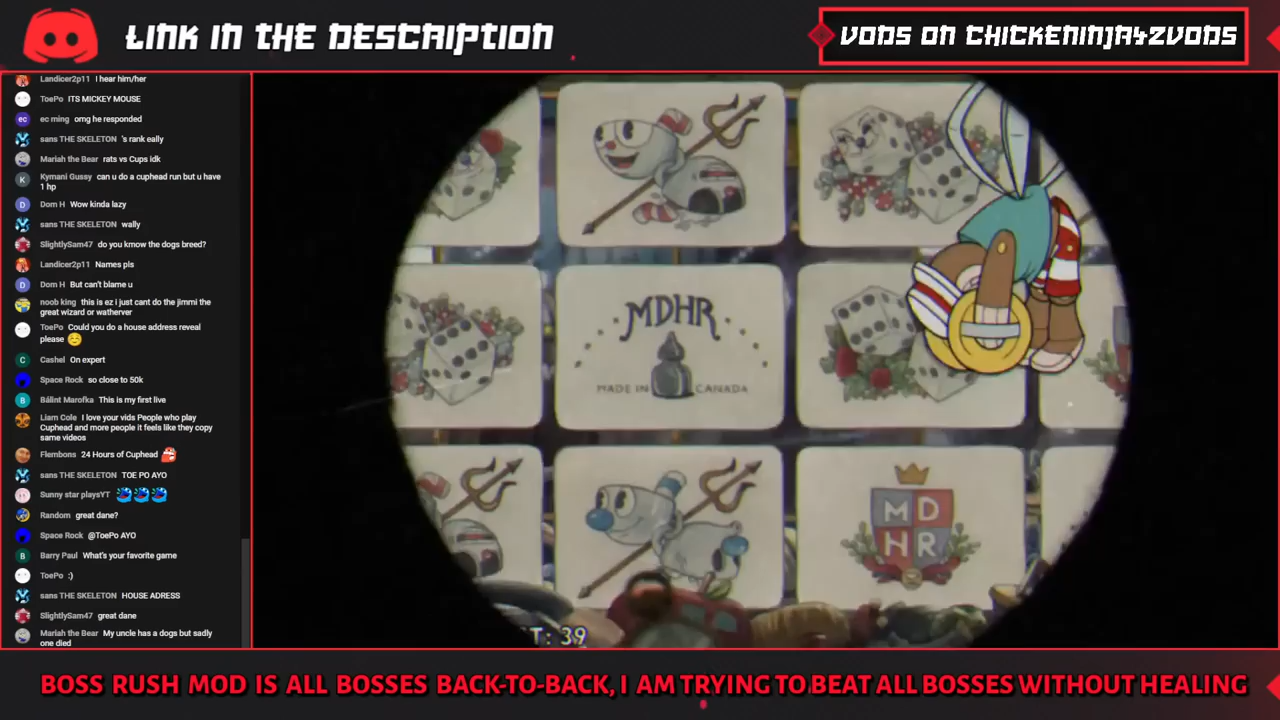 LINK IN THE DESCRIPTION
VODS ON CHICKENINJA42VODS
Landicer2p11 I hear him/her
ToePo ITS MICKEY MOUSE
ec ming omg he responded
sans THE SKELETON 's rank eally
Mariah the Bear rats vs Cups idk
Kymani Gussy can u do a cuphead run but u have
1 hp
Dom H Wow kinda lazy
sans THE SKELETON wally
SlightlySam47 do you kmow the dogs breed?
Landicer2p11 Names pls
Dom H But can't blame u
noob king this is ez i just cant do the jimmi the
great wizard or watherver
ToePo Could you do a house address reveal
please
Cashel On expert
Space Rock so close to 50k
Bálint Marofka This is my first live
Liam Cole I love your vids People who play
Cuphead and more people it feels like they copy
same videos
Flembons 24 Hours of Cuphead
sans THE SKELETON TOE PO AYO
Sunny star playsYT
Random great dane?
Space Rock @ToePo AYO
Barry Paul What's your favorite game
ToePo :)
sans THE SKELETON HOUSE ADRESS
SlightlySam47 great dane
Mariah the Bear My uncle has a dogs but sadly
one died
MDHR
MADE IN CANADA
MD
HR
T: 39
BOSS RUSH MOD IS ALL BOSSES BACK-TO-BACK, I AM TRYING TO BEAT ALL BOSSES WITHOUT HEALING